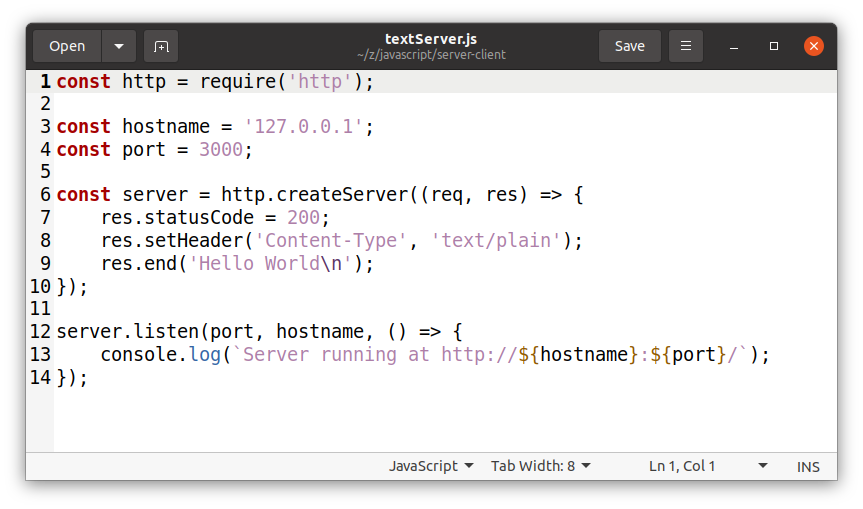 Open
textServer.js
~/z/javascript/server-client
Save
1 const http = require('http');
2
3 const hostname = '127.0.0.1';
4 const port = 3000;
5
6 const server = http.createServer((req, res) => {
7     res.statusCode = 200;
8     res.setHeader('Content-Type', 'text/plain');
9     res.end('Hello World\n');
10 });
11
12 server.listen(port, hostname, () => {
13     console.log(`Server running at http://${hostname}:${port}/`);
14 });
JavaScript Tab Width: 8 Ln 1, Col 1 INS